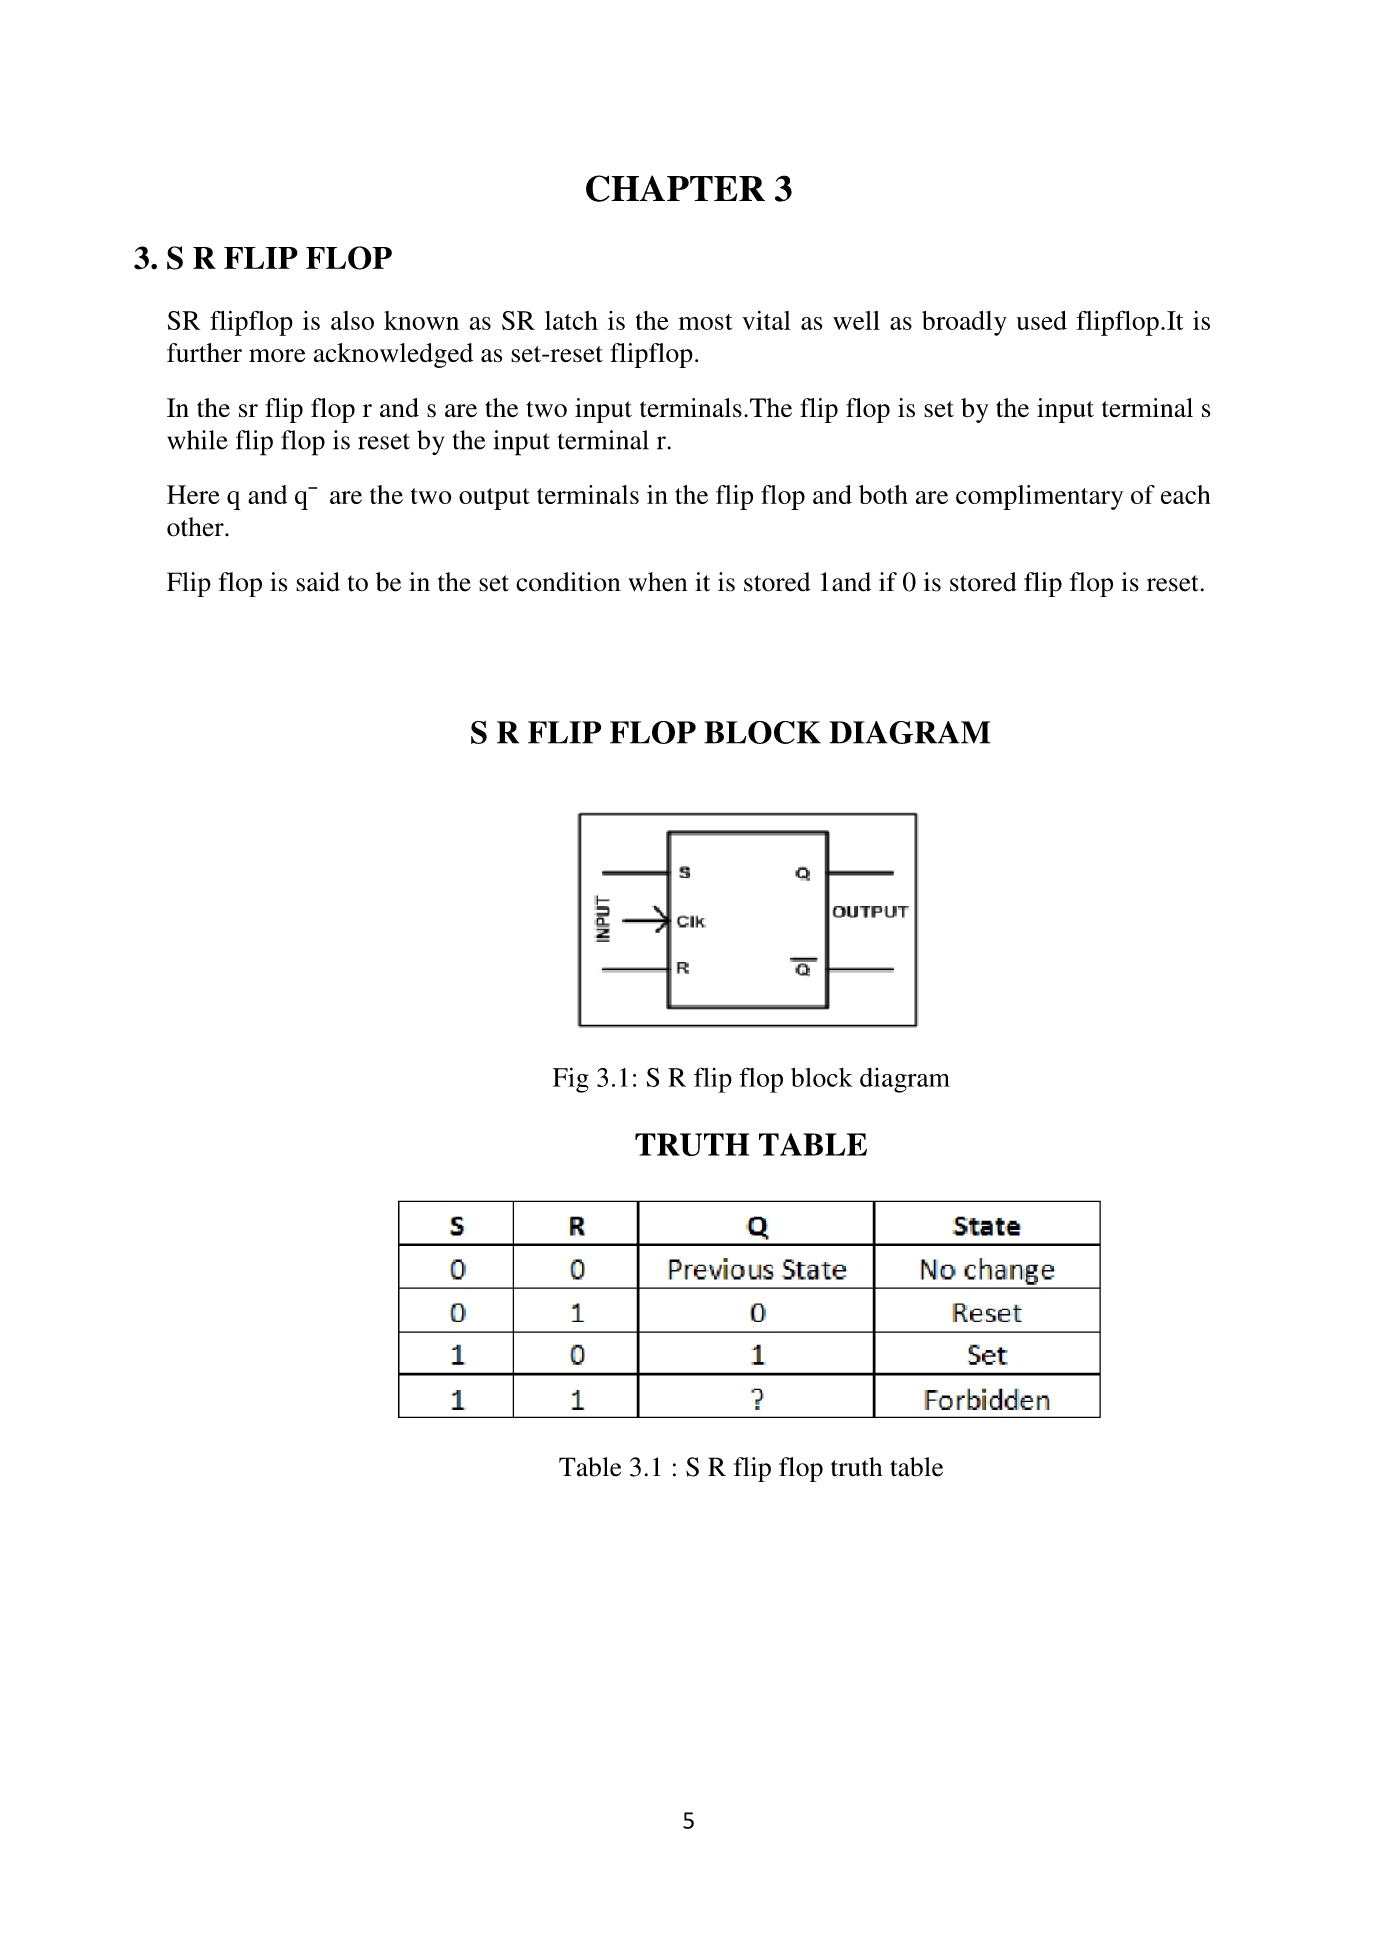 CHAPTER 3
3. S R FLIP FLOP
SR flipflop is also known as SR latch is the most vital as well as broadly used flipflop.It is
further more acknowledged as set-reset flipflop.
In the sr flip flop r and s are the two input terminals.The flip flop is set by the input terminal s
while flip flop is reset by the input terminal r.
Here q and q¯ are the two output terminals in the flip flop and both are complimentary of each
other.
Flip flop is said to be in the set condition when it is stored 1and if 0 is stored flip flop is reset.
S R FLIP FLOP BLOCK DIAGRAM
S Q
INPUT Clk OUTPUT
R Q̅
Fig 3.1: S R flip flop block diagram
TRUTH TABLE
S R Q State
0 0 Previous State No change
0 1 0 Reset
1 0 1 Set
1 1 ? Forbidden
Table 3.1 : S R flip flop truth table
5